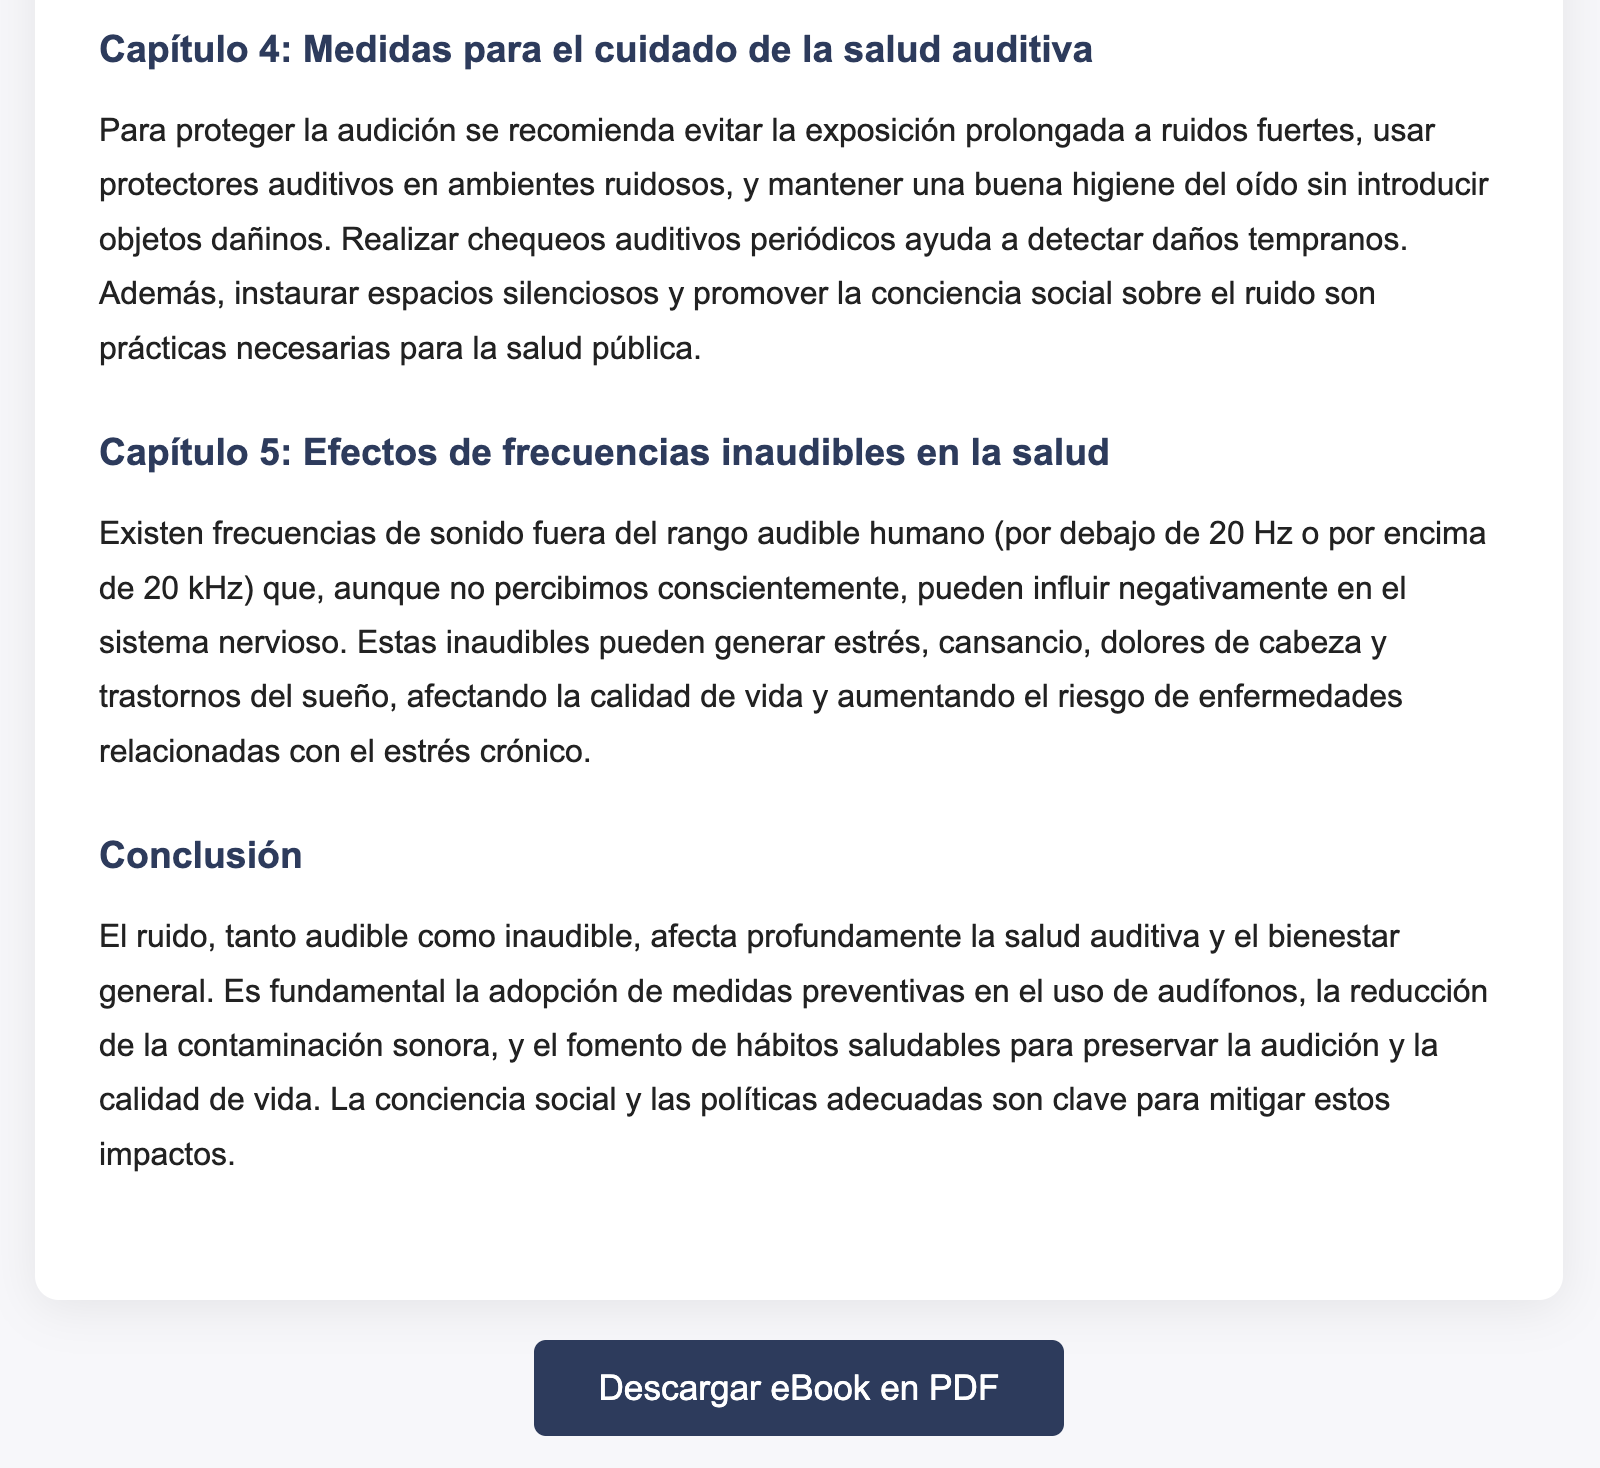 Capítulo 4: Medidas para el cuidado de la salud auditiva
Para proteger la audición se recomienda evitar la exposición prolongada a ruidos fuertes, usar
protectores auditivos en ambientes ruidosos, y mantener una buena higiene del oído sin introducir
objetos dañinos. Realizar chequeos auditivos periódicos ayuda a detectar daños tempranos.
Además, instaurar espacios silenciosos y promover la conciencia social sobre el ruido son
prácticas necesarias para la salud pública.
Capítulo 5: Efectos de frecuencias inaudibles en la salud
Existen frecuencias de sonido fuera del rango audible humano (por debajo de 20 Hz o por encima
de 20 kHz) que, aunque no percibimos conscientemente, pueden influir negativamente en el
sistema nervioso. Estas inaudibles pueden generar estrés, cansancio, dolores de cabeza y
trastornos del sueño, afectando la calidad de vida y aumentando el riesgo de enfermedades
relacionadas con el estrés crónico.
Conclusión
El ruido, tanto audible como inaudible, afecta profundamente la salud auditiva y el bienestar
general. Es fundamental la adopción de medidas preventivas en el uso de audífonos, la reducción
de la contaminación sonora, y el fomento de hábitos saludables para preservar la audición y la
calidad de vida. La conciencia social y las políticas adecuadas son clave para mitigar estos
impactos.
Descargar eBook en PDF